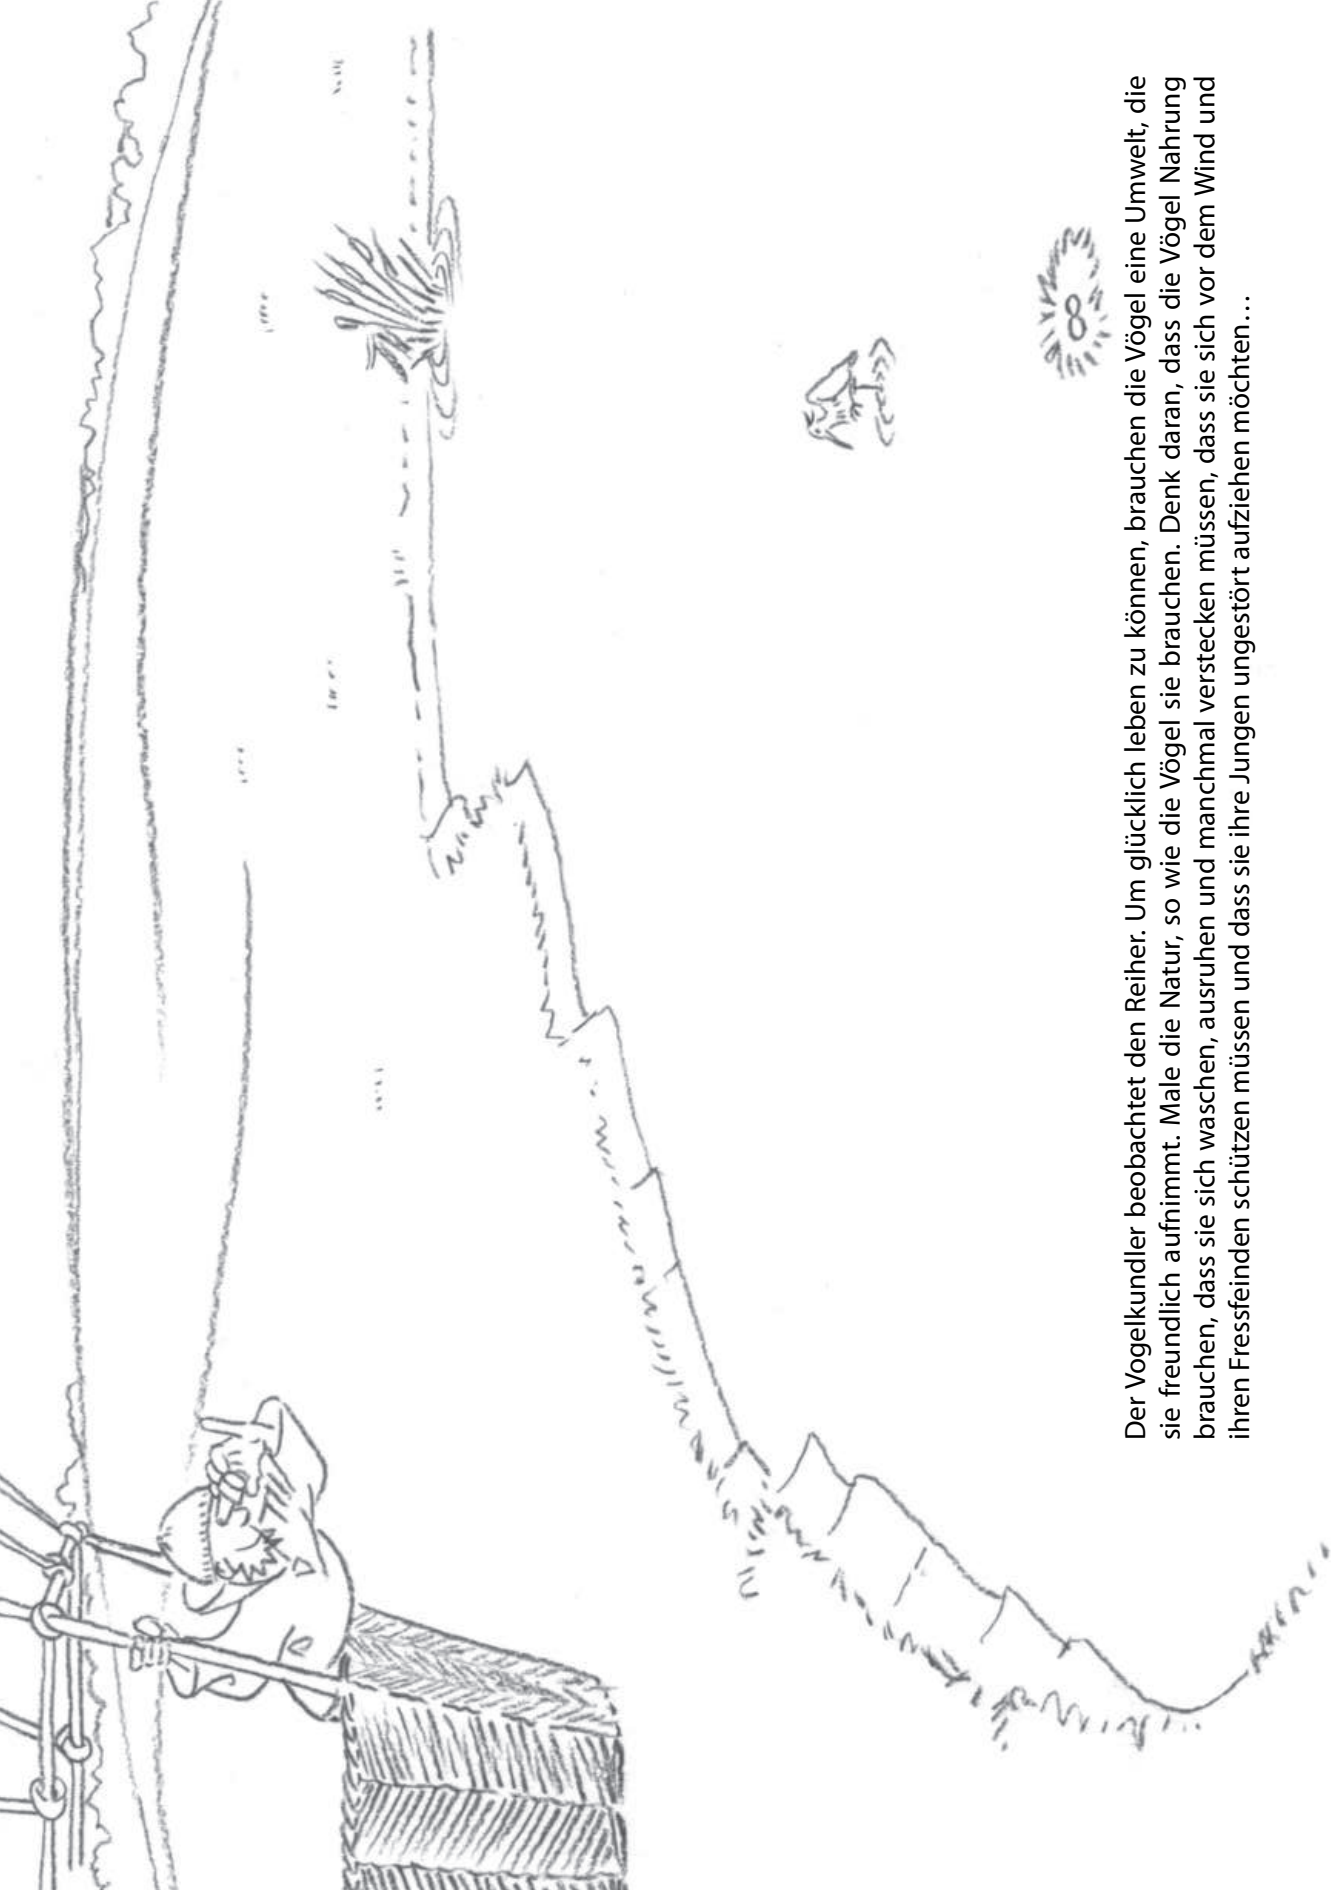 8
Der Vogelkundler beobachtet den Reiher. Um glücklich leben zu können, brauchen die Vögel eine Umwelt, die
sie freundlich aufnimmt. Male die Natur, so wie die Vögel sie brauchen. Denk daran, dass die Vögel Nahrung
brauchen, dass sie sich waschen, ausruhen und manchmal verstecken müssen, dass sie sich vor dem Wind und
ihren Fressfeinden schützen müssen und dass sie ihre Jungen ungestört aufziehen möchten…